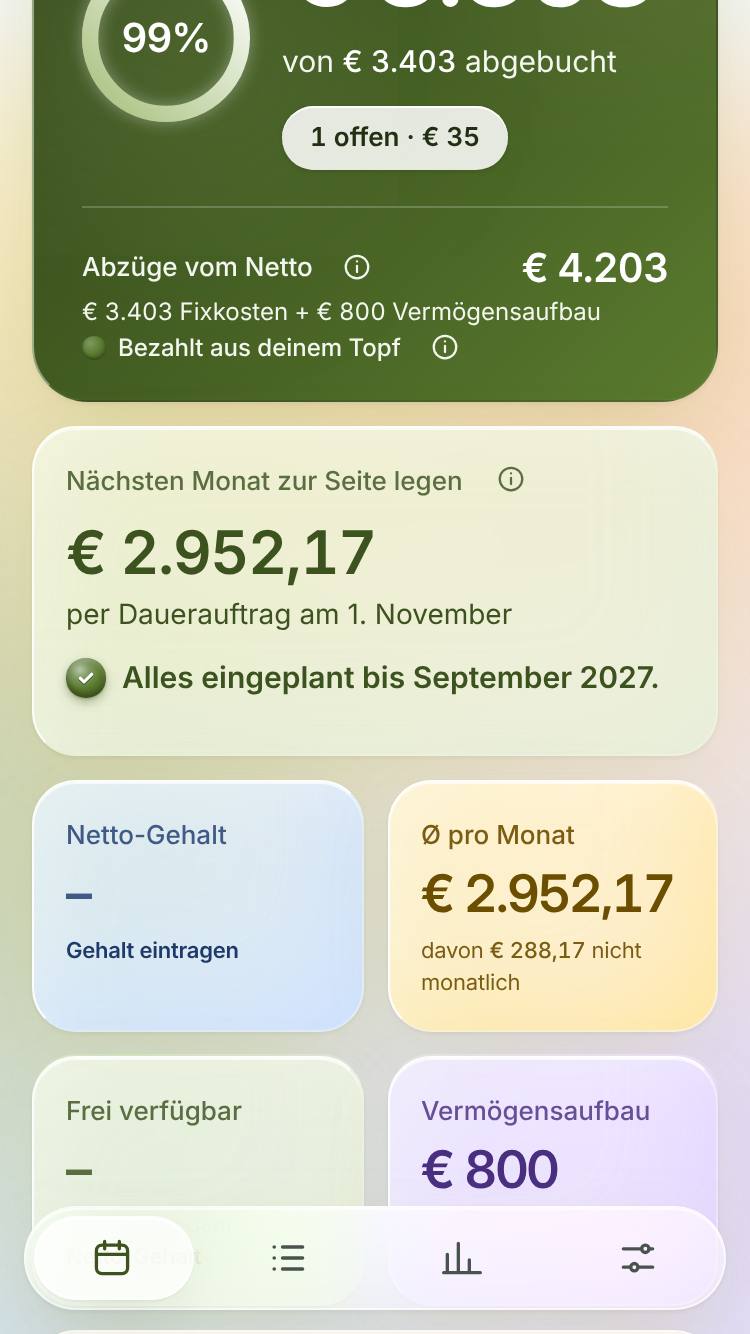 99%
von € 3.403 abgebucht
1 offen · € 35
Abzüge vom Netto
€ 4.203
€ 3.403 Fixkosten + € 800 Vermögensaufbau
Bezahlt aus deinem Topf
Nächsten Monat zur Seite legen
€ 2.952,17
per Dauerauftrag am 1. November
Alles eingeplant bis September 2027.
Netto-Gehalt
–
Gehalt eintragen
Ø pro Monat
€ 2.952,17
davon € 288,17 nicht
monatlich
Frei verfügbar
–
Vermögensaufbau
€ 800